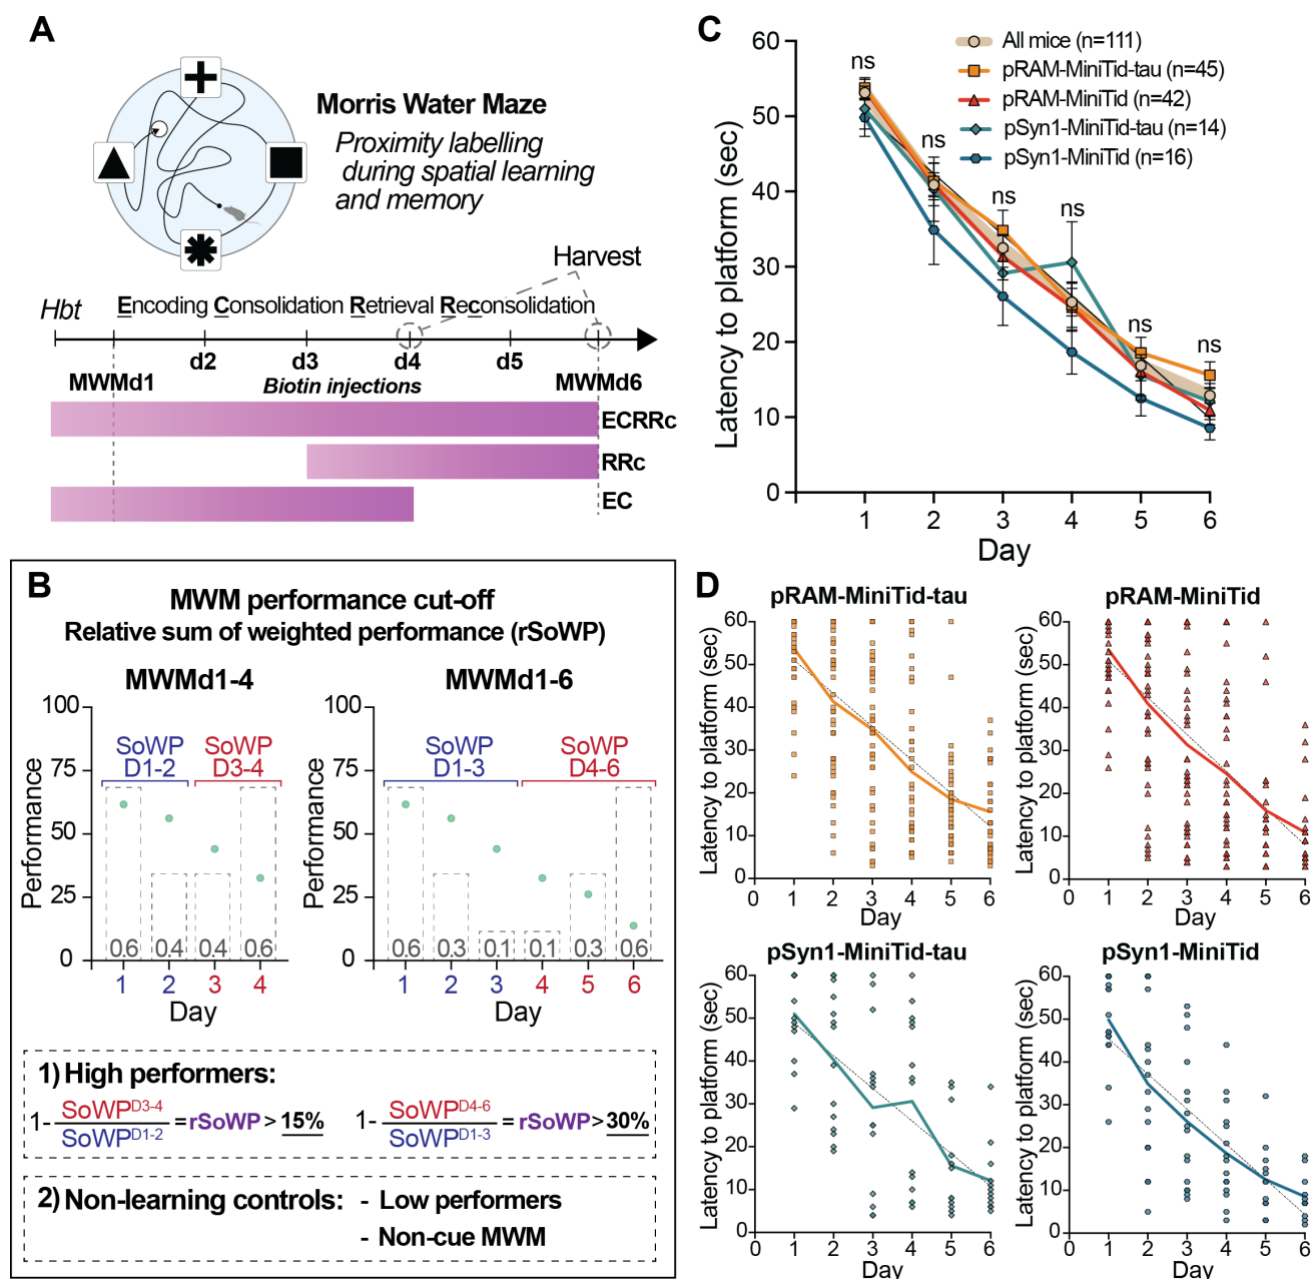 A
Morris Water Maze
Proximity labelling
during spatial learning
and memory
Harvest
Hbt
Encoding Consolidation Retrieval Reconsolidation
d2
d3
d4
d5
MWMd1
Biotin injections
MWMd6
ECRRc
RRc
EC
B
MWM performance cut-off
Relative sum of weighted performance (rSoWP)
MWMd1-4
100
75
50
25
0
Performance
SoWP
D1-2
SoWP
D3-4
0.6 0.4 0.4 0.6
1 2 3 4
Day
MWMd1-6
100
75
50
25
0
Performance
SoWP
D1-3
SoWP
D4-6
0.6 0.3 0.1 0.1 0.3 0.6
1 2 3 4 5 6
Day
1) High performers:
1- SoWP^D3-4 / SoWP^D1-2 = rSoWP > 15%
1- SoWP^D4-6 / SoWP^D1-3 = rSoWP > 30%
2) Non-learning controls: - Low performers
- Non-cue MWM
C
60
50
40
30
20
10
0
Latency to platform (sec)
All mice (n=111)
pRAM-MiniTid-tau (n=45)
pRAM-MiniTid (n=42)
pSyn1-MiniTid-tau (n=14)
pSyn1-MiniTid (n=16)
ns
ns
ns
ns
ns
ns
1 2 3 4 5 6
Day
D
pRAM-MiniTid-tau
60
50
40
30
20
10
0
Latency to platform (sec)
0 1 2 3 4 5 6
Day
pRAM-MiniTid
60
50
40
30
20
10
0
Latency to platform (sec)
0 1 2 3 4 5 6
Day
pSyn1-MiniTid-tau
60
50
40
30
20
10
0
Latency to platform (sec)
0 1 2 3 4 5 6
Day
pSyn1-MiniTid
60
50
40
30
20
10
0
Latency to platform (sec)
0 1 2 3 4 5 6
Day